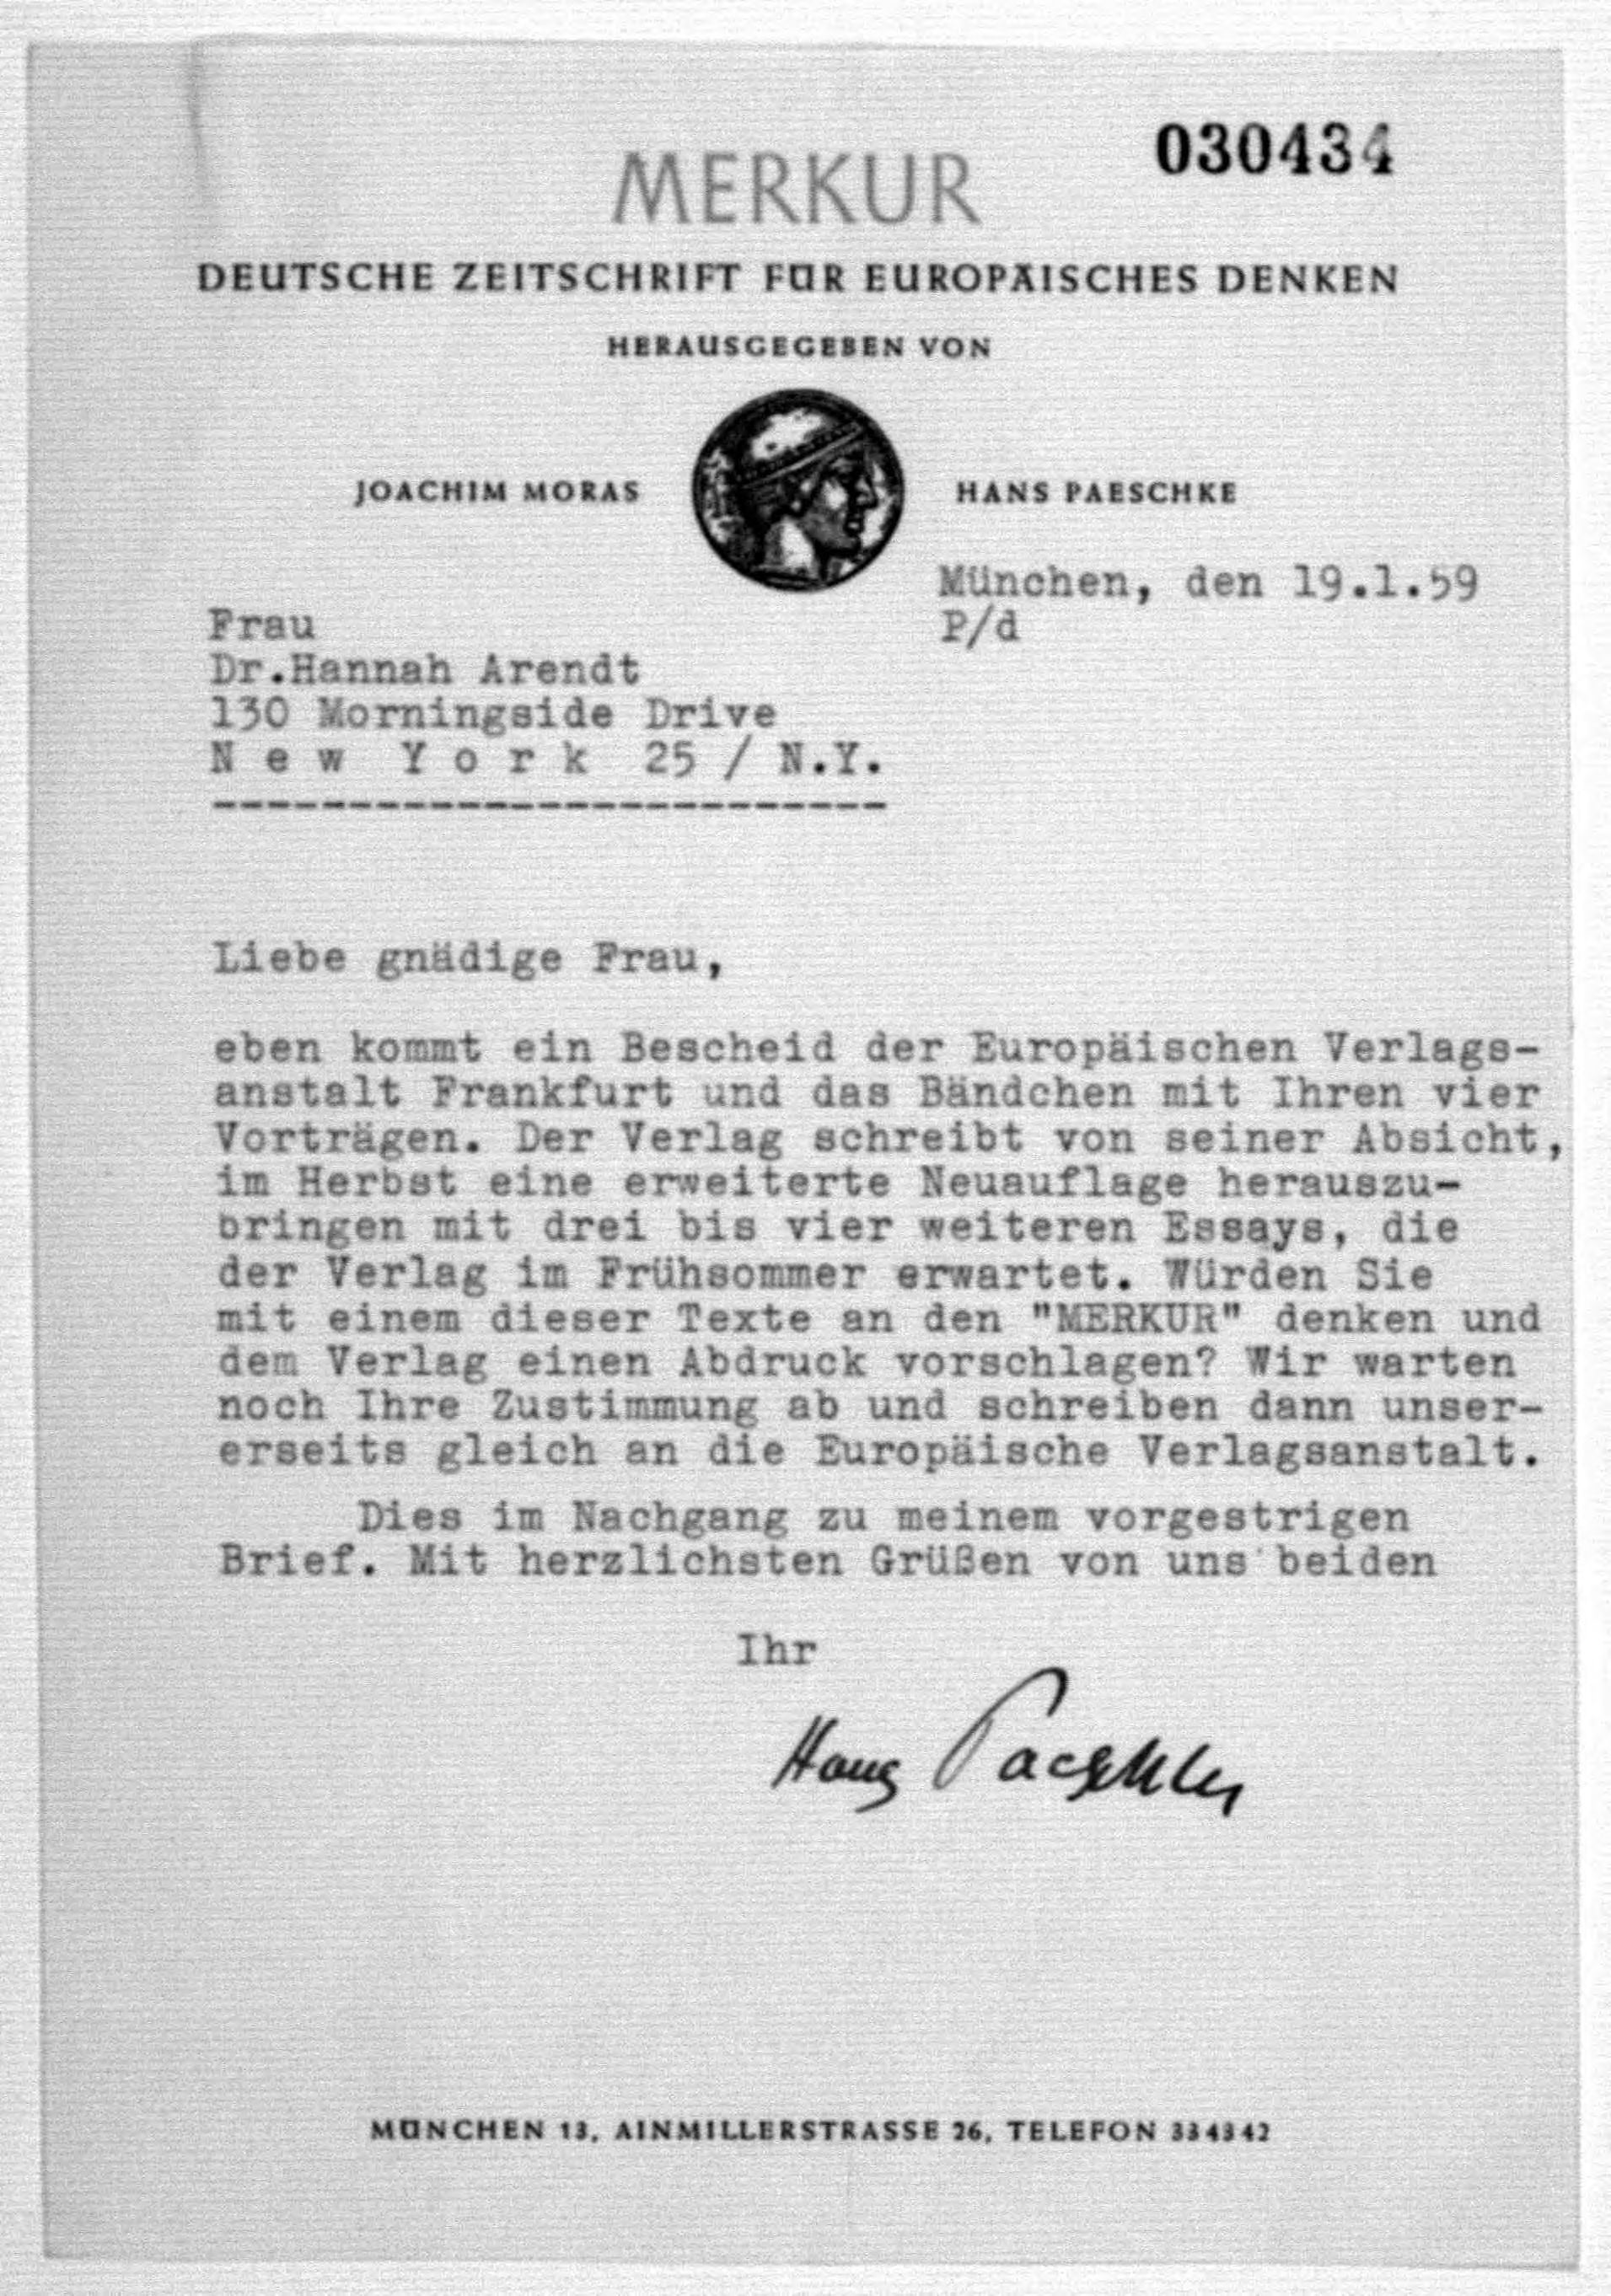 030434
MERKUR
DEUTSCHE ZEITSCHRIFT FÜR EUROPÄISCHES DENKEN
HERAUSGEGEBEN VON
JOACHIM MORAS HANS PAESCHKE
München, den 19.1.59
P/d
Frau
Dr.Hannah Arendt
130 Morningside Drive
N e w Y o r k 25 / N.Y.
-------------------------
Liebe gnädige Frau,
eben kommt ein Bescheid der Europäischen Verlags-
anstalt Frankfurt und das Bändchen mit Ihren vier
Vorträgen. Der Verlag schreibt von seiner Absicht,
im Herbst eine erweiterte Neuauflage herauszu-
bringen mit drei bis vier weiteren Essays, die
der Verlag im Frühsommer erwartet. Würden Sie
mit einem dieser Texte an den "MERKUR" denken und
dem Verlag einen Abdruck vorschlagen? Wir warten
noch Ihre Zustimmung ab und schreiben dann unser-
erseits gleich an die Europäische Verlagsanstalt.
Dies im Nachgang zu meinem vorgestrigen
Brief. Mit herzlichsten Grüßen von uns beiden
Ihr
Hans Paeschke
MÜNCHEN 13, AINMILLERSTRASSE 26, TELEFON 334342